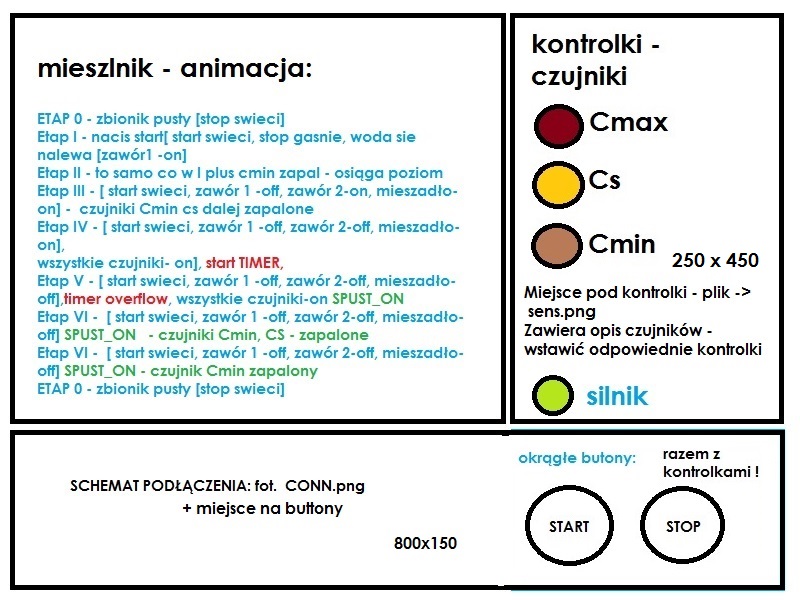 mieszlnik - animacja:
ETAP 0 - zbionik pusty [stop swieci]
Etap I - nacis start[ start swieci, stop gasnie, woda sie
nalewa [zawór1 -on]
Etap II - to samo co w I plus cmin zapal - osiąga poziom
Etap III - [ start swieci, zawór 1 -off, zawór 2-on, mieszadło-
on] -  czujniki Cmin cs dalej zapalone
Etap IV - [ start swieci, zawór 1 -off, zawór 2-off, mieszadło-
on],
wszystkie czujniki- on], start TIMER,
Etap V - [ start swieci, zawór 1 -off, zawór 2-off, mieszadło-
off],timer overflow, wszystkie czujniki-on SPUST_ON
Etap VI -  [ start swieci, zawór 1 -off, zawór 2-off, mieszadło-
off] SPUST_ON  - czujniki Cmin, CS - zapalone
Etap VI -  [ start swieci, zawór 1 -off, zawór 2-off, mieszadło-
off] SPUST_ON - czujnik Cmin zapalony
ETAP 0 - zbionik pusty [stop swieci]
kontrolki -
czujniki
Cmax
Cs
Cmin
250 x 450
Miejsce pod kontrolki - plik ->
sens.png
Zawiera opis czujników -
wstawić odpowiednie kontrolki
silnik
SCHEMAT PODŁĄCZENIA: fot.  CONN.png
+ miejsce na buttony
800x150
okrągłe butony:
razem z
kontrolkami !
START
STOP